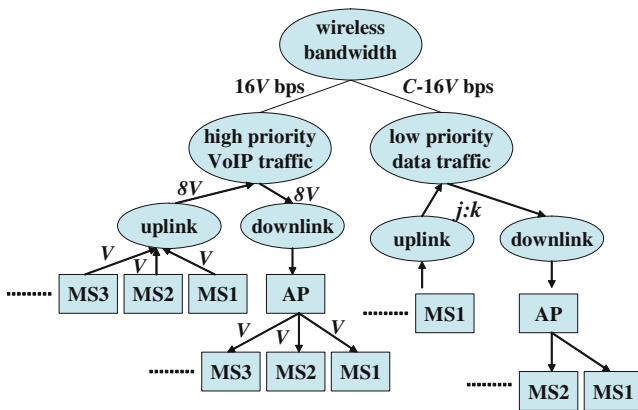 wireless
bandwidth
16V bps
C-16V bps
high priority
VoIP traffic
low priority
data traffic
8V
8V
j:k
uplink
downlink
uplink
downlink
V
V
V
MS3
MS2
MS1
AP
MS1
AP
V
V
V
MS3
MS2
MS1
MS2
MS1